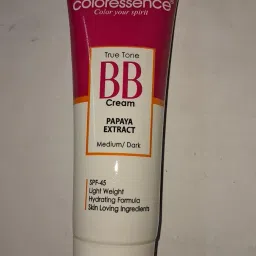 coloressence
Color your spirit
True Tone
BB
Cream
PAPAYA
EXTRACT
Medium/ Dark
SPF-45
Light Weight
Hydrating Formula
Skin Loving Ingredients